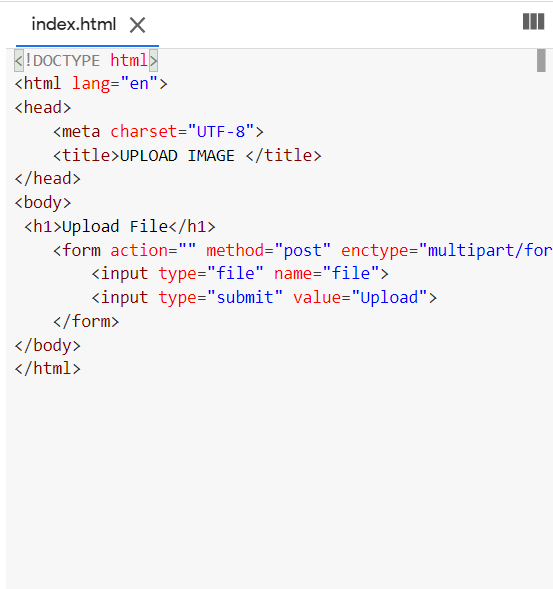 index.html
<!DOCTYPE html>
<html lang="en">
<head>
    <meta charset="UTF-8">
    <title>UPLOAD IMAGE </title>
</head>
<body>
 <h1>Upload File</h1>
    <form action="" method="post" enctype="multipart/for
        <input type="file" name="file">
        <input type="submit" value="Upload">
    </form>
</body>
</html>